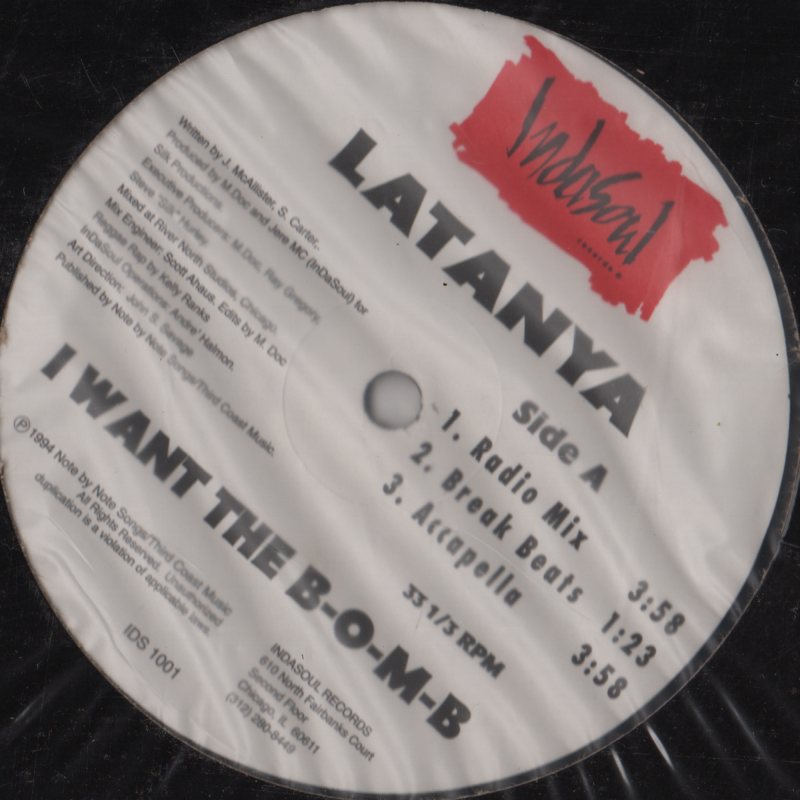 InDaSoul
records
LATANYA
Written by J. McAllister, S. Carter,.
Produced by M.Doc and Jere MC (InDaSoul) for
Silk Productions.
Executive Producers: M.Doc, Ray Gregory,
Steve "Silk" Hurley.
Mixed at River North Studios, Chicago.
Mix Engineer: Scott Ahaus. Edits by M. Doc
Reggae Rap by Kelly Ranks
InDaSoul Operations: Andre' Halmon.
Art Direction: John S. Savage
Published by Note by Note Songs/Third Coast Music.
Side A
1. Radio Mix 3:58
2. Break Beats 1:23
3. Accapella 3:58
33 1/3 RPM
I WANT THE B-O-M-B
℗ 1994 Note by Note Songs/Third Coast Music
All Rights Reserved. Unauthorized
duplication is a violation of applicable laws.
IDS 1001
INDASOUL RECORDS
610 North Fairbanks Court
Second Floor
Chicago, IL. 60611
(312) 280-8449